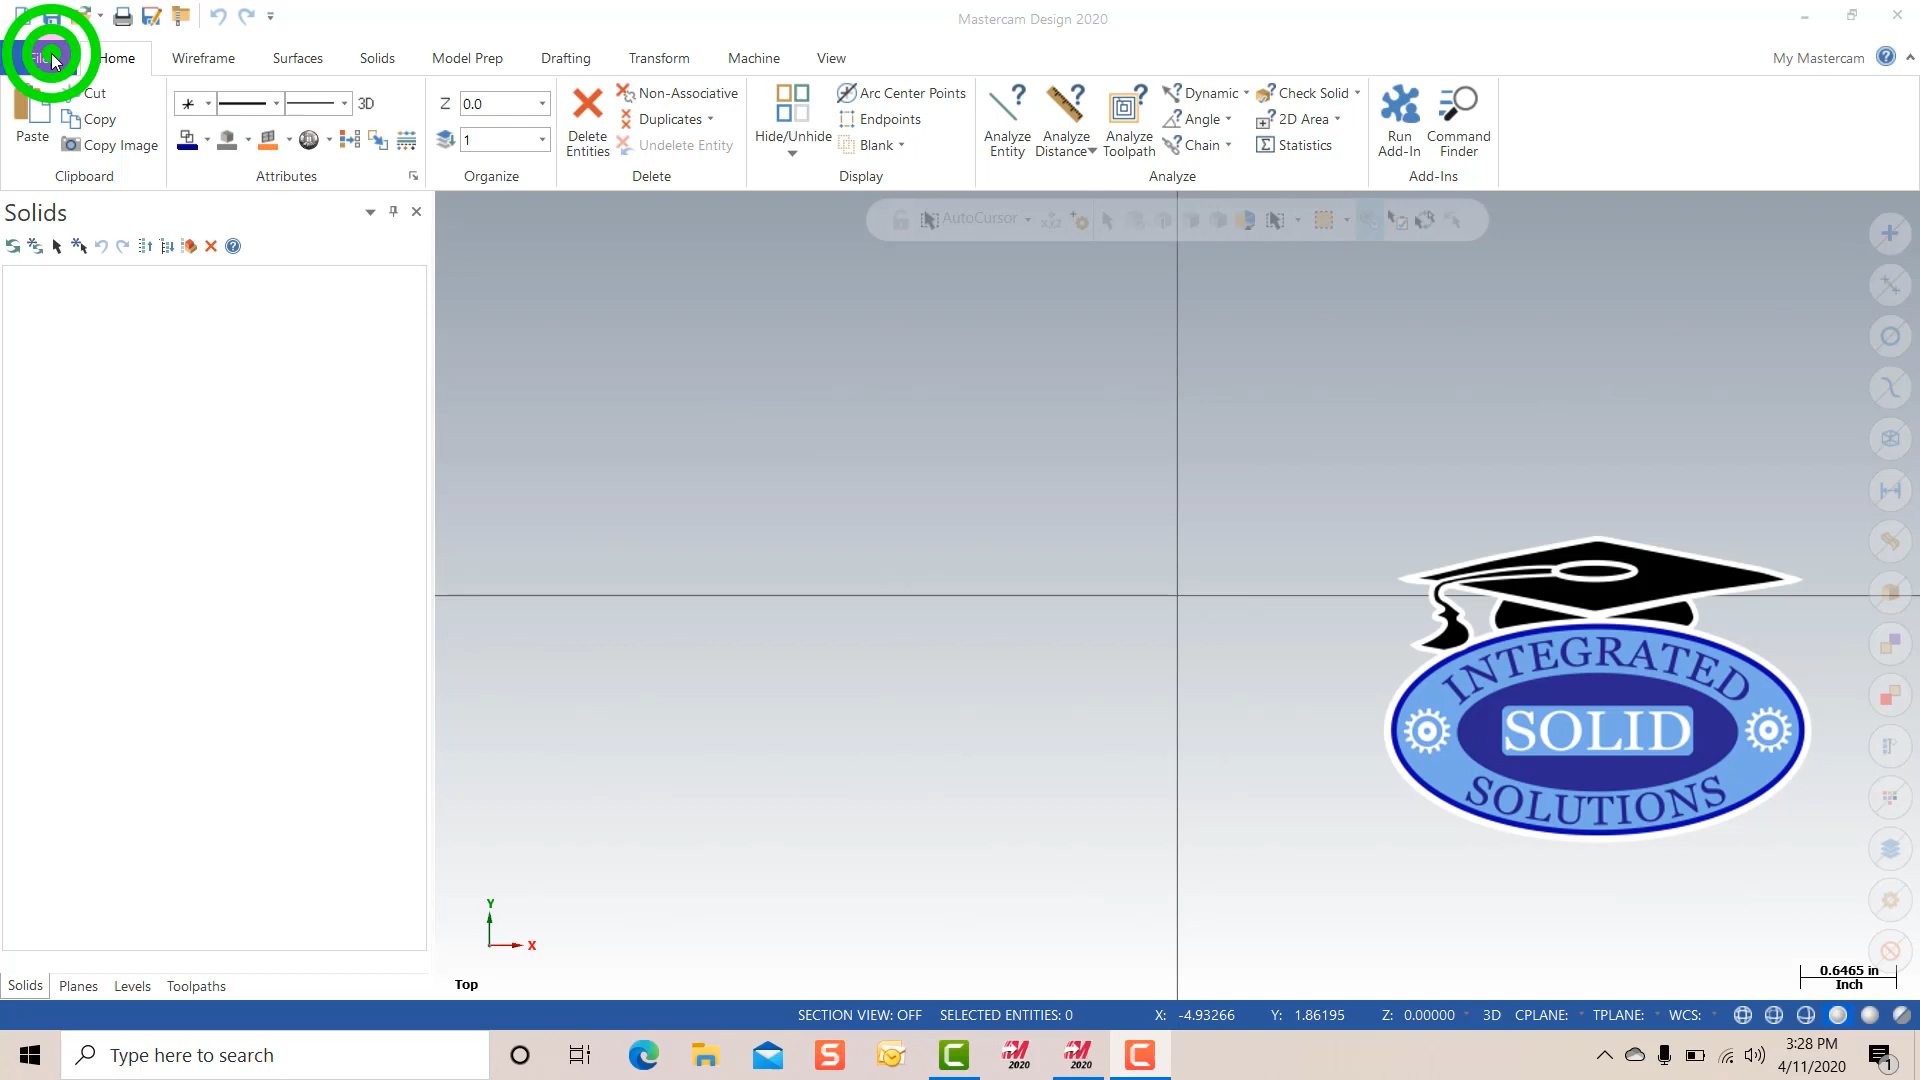 Mastercam Design 2020
File Home Wireframe Surfaces Solids Model Prep Drafting Transform Machine View My Mastercam
Paste Cut Copy Copy Image
Clipboard
3D
Attributes
Z 0.0
1
Organize
Delete Entities Non-Associative Duplicates Undelete Entity
Delete
Hide/Unhide Arc Center Points Endpoints Blank
Display
Analyze Entity Analyze Distance Analyze Toolpath Dynamic Angle Chain Check Solid 2D Area Statistics
Analyze
Run Add-In Command Finder
Add-Ins
Solids
AutoCursor
INTEGRATED
SOLID
SOLUTIONS
Y
X
Top
0.6465 in
Inch
Solids Planes Levels Toolpaths
SECTION VIEW: OFF SELECTED ENTITIES: 0 X: -4.93266 Y: 1.86195 Z: 0.00000 3D CPLANE: TPLANE: WCS:
Type here to search
S
2020
2020
3:28 PM
4/11/2020
1